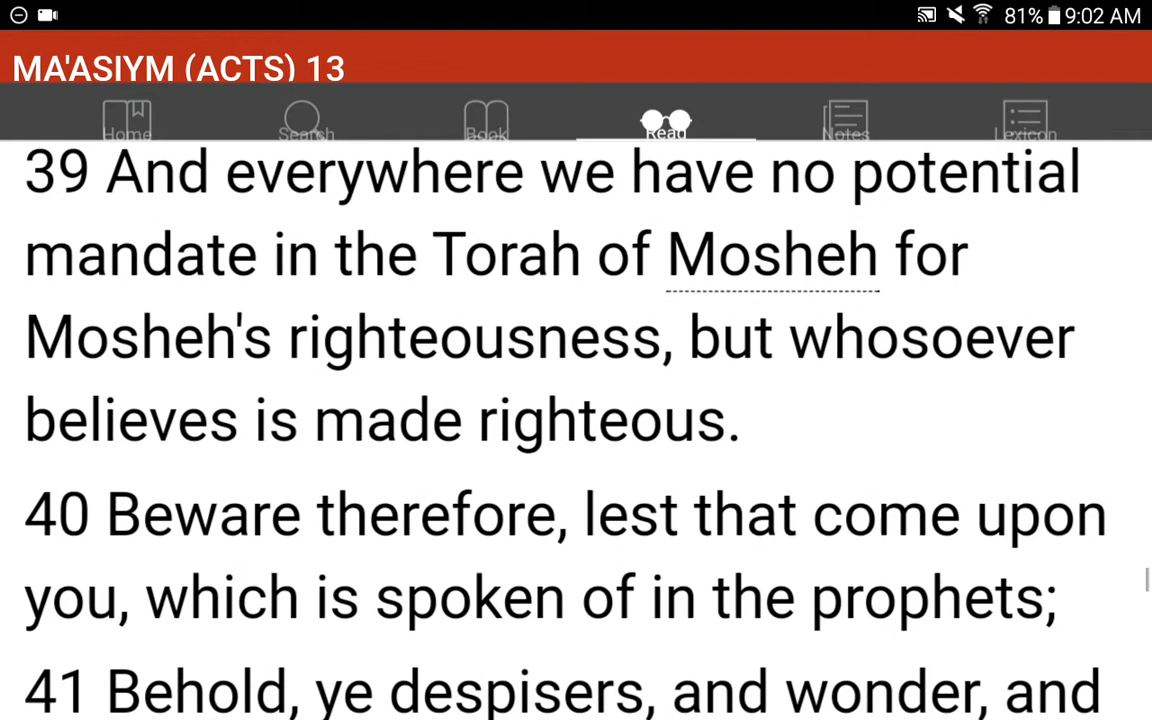 81% 9:02 AM
MA'ASIYM (ACTS) 13
Home Search Book Read Notes Lexicon
39 And everywhere we have no potential
mandate in the Torah of Mosheh for
Mosheh's righteousness, but whosoever
believes is made righteous.
40 Beware therefore, lest that come upon
you, which is spoken of in the prophets;
41 Behold, ye despisers, and wonder, and